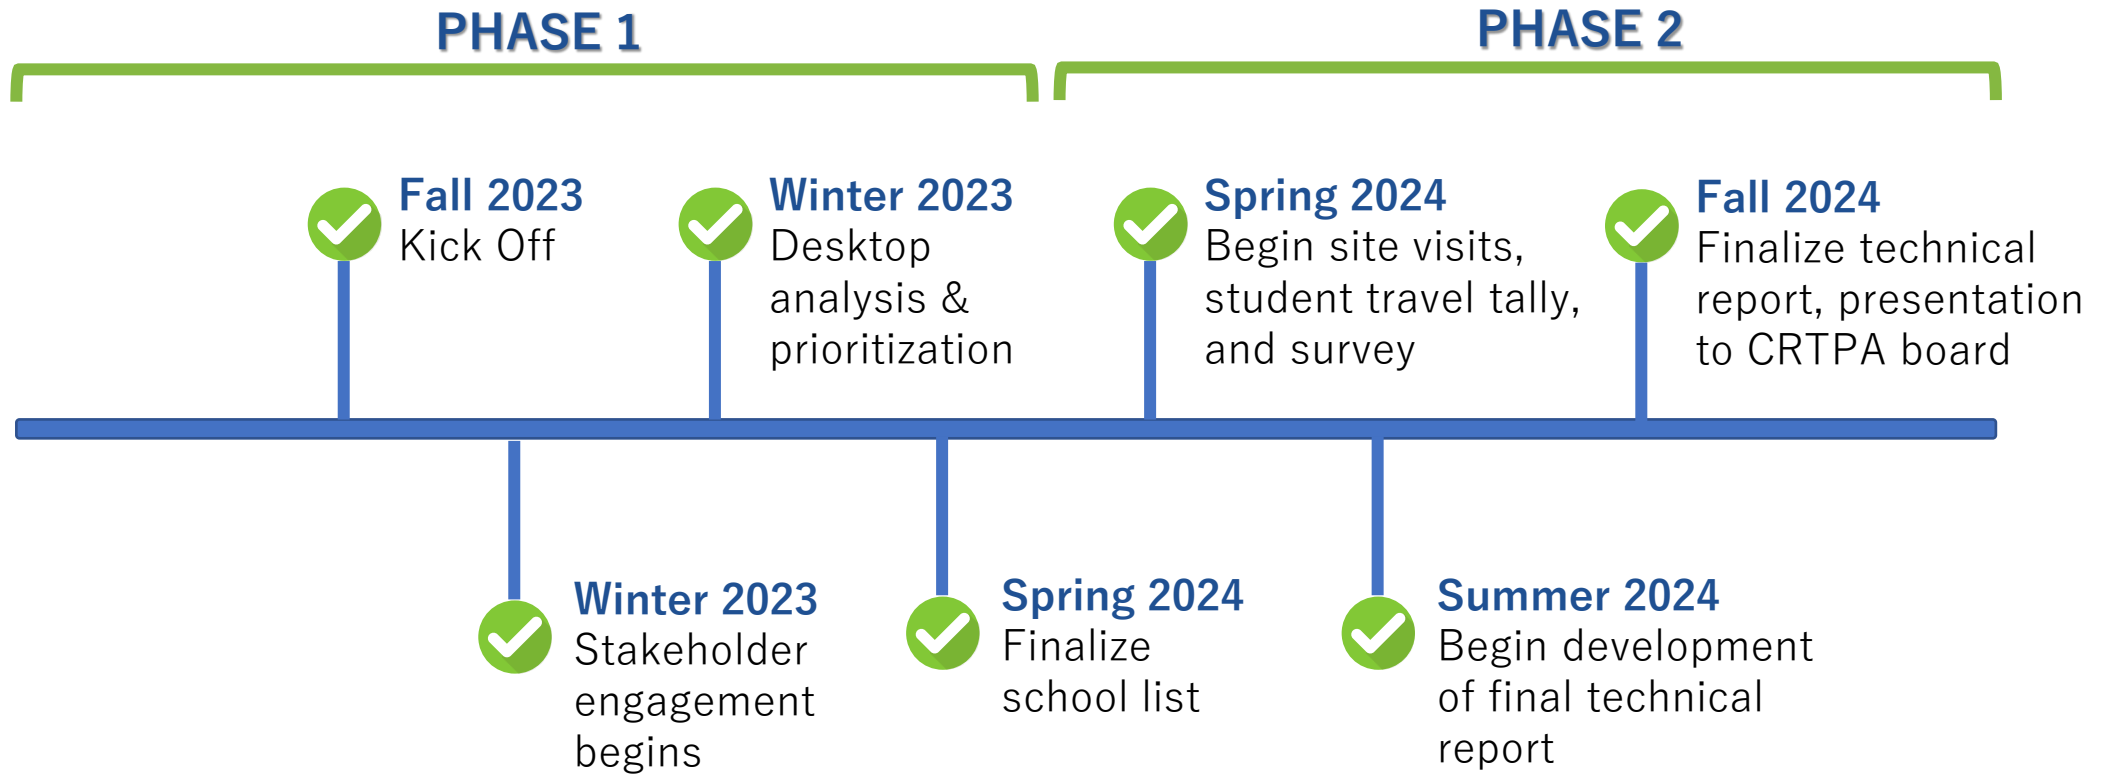 PHASE 1
PHASE 2
Fall 2023
Kick Off
Winter 2023
Desktop
analysis &
prioritization
Spring 2024
Begin site visits,
student travel tally,
and survey
Fall 2024
Finalize technical
report, presentation
to CRTPA board
Winter 2023
Stakeholder
engagement
begins
Spring 2024
Finalize
school list
Summer 2024
Begin development
of final technical
report